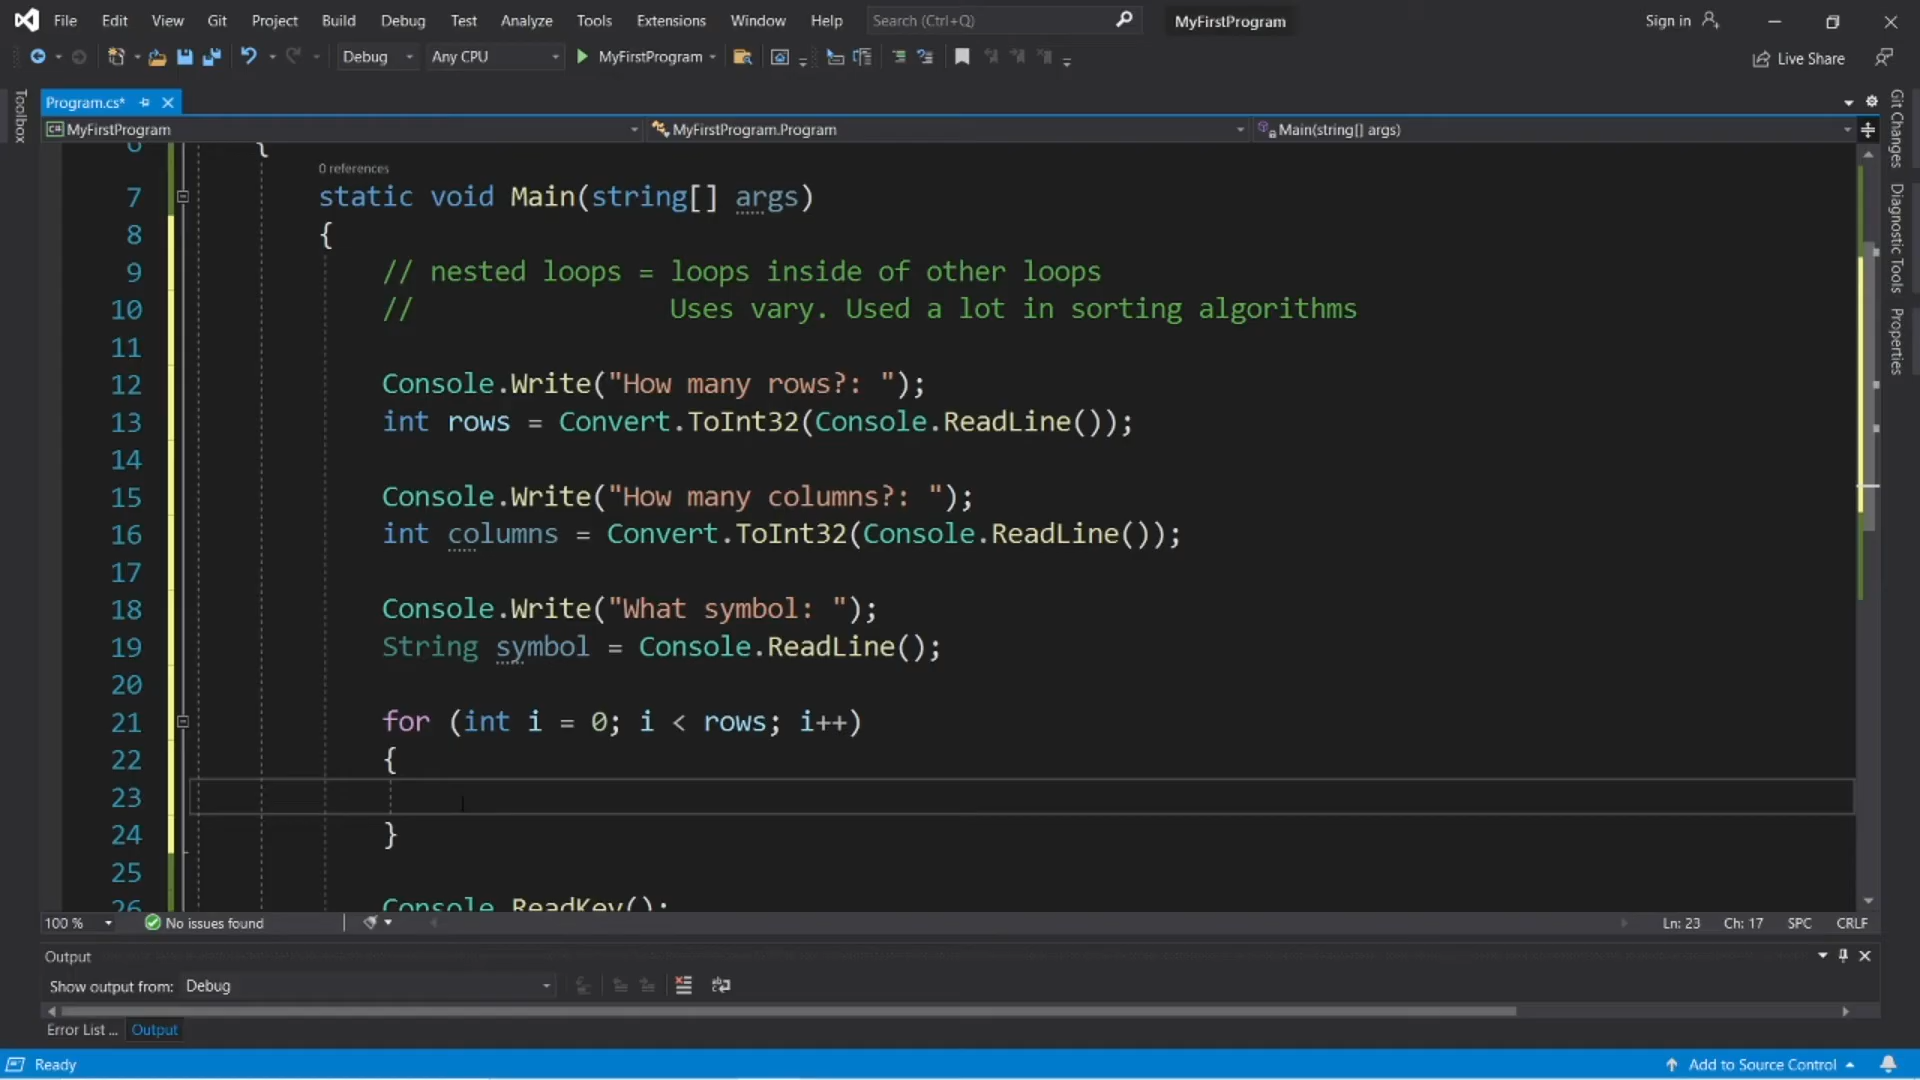 File Edit View Git Project Build Debug Test Analyze Tools Extensions Window Help Search (Ctrl+Q) MyFirstProgram Sign in
Debug Any CPU MyFirstProgram Live Share
Toolbox
Program.cs*
MyFirstProgram MyFirstProgram.Program Main(string[] args)
6 {
0 references
7 static void Main(string[] args)
8 {
9 // nested loops = loops inside of other loops
10 // Uses vary. Used a lot in sorting algorithms
11
12 Console.Write("How many rows?: ");
13 int rows = Convert.ToInt32(Console.ReadLine());
14
15 Console.Write("How many columns?: ");
16 int columns = Convert.ToInt32(Console.ReadLine());
17
18 Console.Write("What symbol: ");
19 String symbol = Console.ReadLine();
20
21 for (int i = 0; i < rows; i++)
22 {
23
24 }
25
26 Console.ReadKey();
Git Changes
Diagnostic Tools
Properties
100 % No issues found Ln: 23 Ch: 17 SPC CRLF
Output
Show output from: Debug
Error List ... Output
Ready Add to Source Control